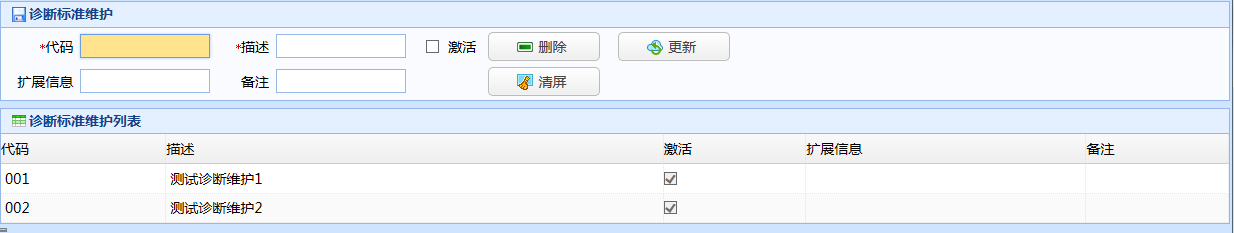 诊断标准维护
*代码 *描述 激活 删除 更新
扩展信息 备注 清屏
诊断标准维护列表
代码 描述 激活 扩展信息 备注
001 测试诊断维护1
002 测试诊断维护2